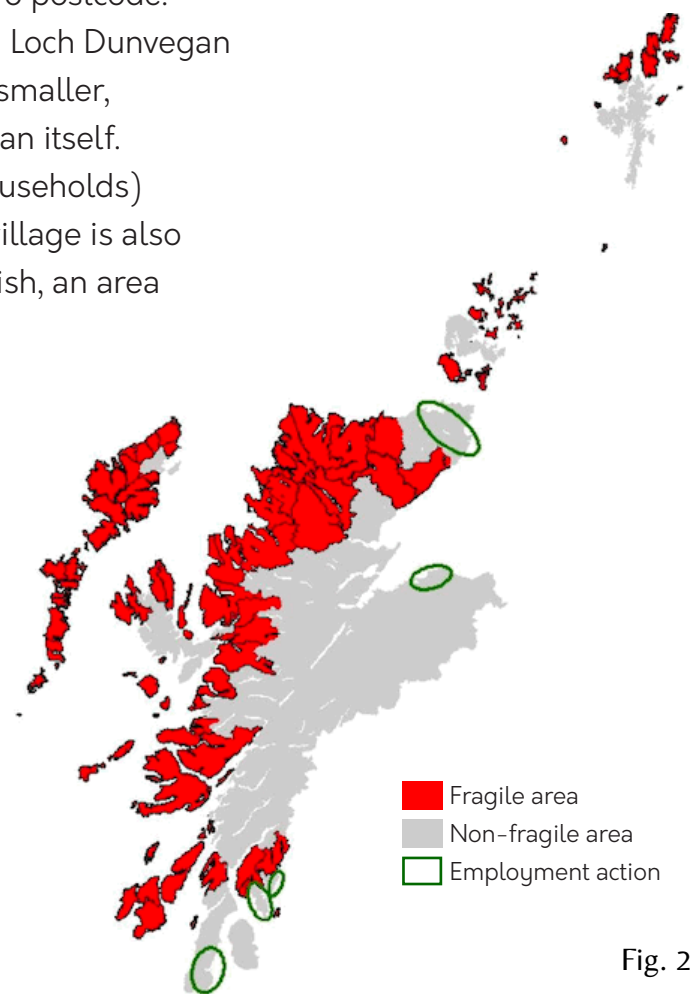 postcode.
Loch Dunvegan
smaller,
an itself.
useholds)
illage is also
ish, an area
Fragile area
Non-fragile area
Employment action
Fig. 2